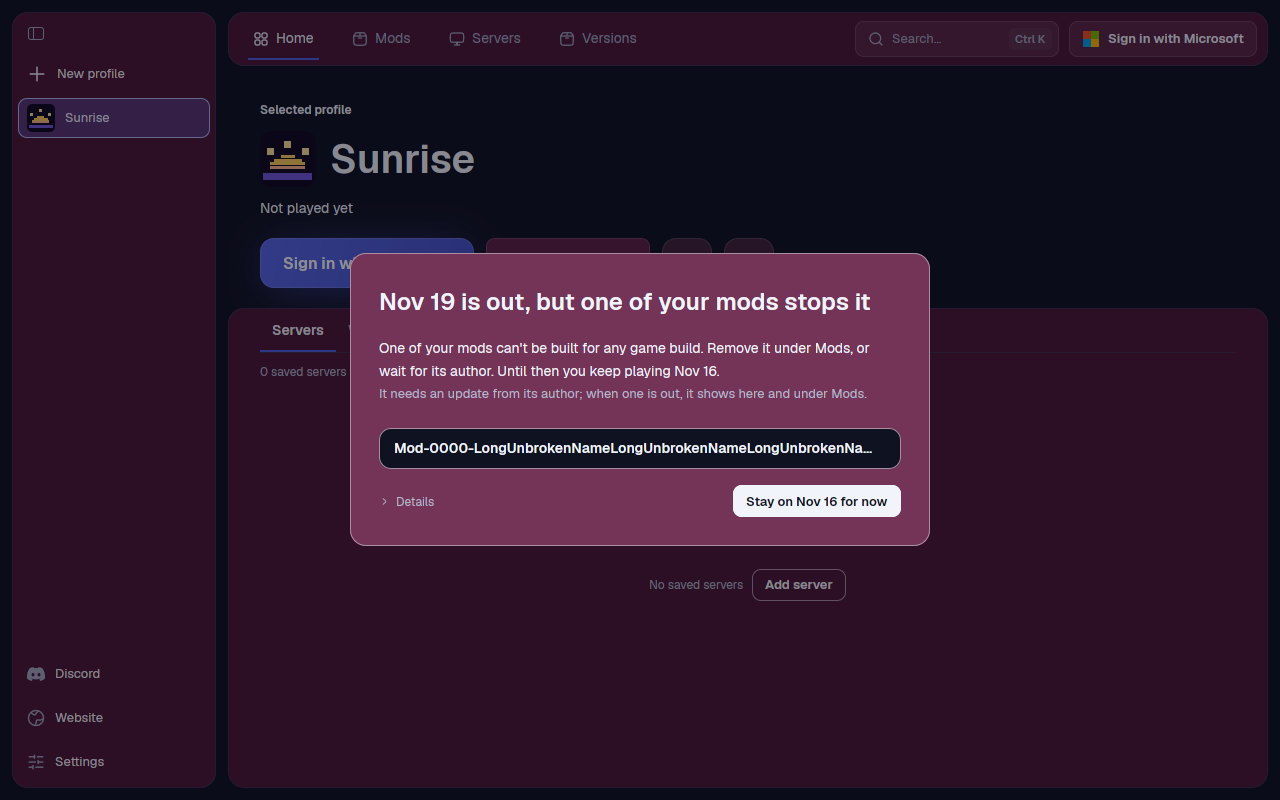 Home
Mods
Servers
Versions
Search...
Ctrl K
Sign in with Microsoft
New profile
Sunrise
Selected profile
Sunrise
Not played yet
Sign in
Nov 19 is out, but one of your mods stops it
One of your mods can't be built for any game build. Remove it under Mods, or
wait for its author. Until then you keep playing Nov 16.
It needs an update from its author; when one is out, it shows here and under Mods.
Mod-0000-LongUnbrokenNameLongUnbrokenNameLongUnbrokenNa...
Details
Stay on Nov 16 for now
Servers
0 saved servers
No saved servers
Add server
Discord
Website
Settings